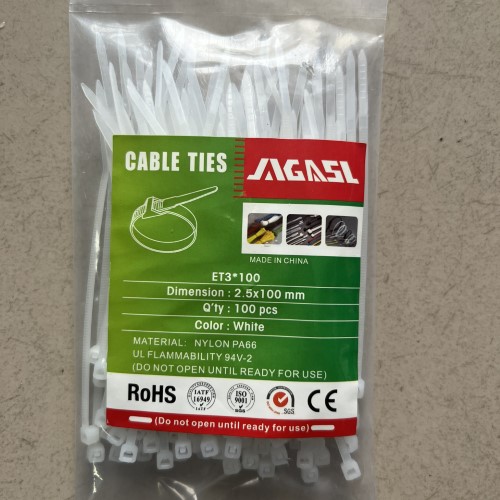 CABLE TIES
JAGASL
MADE IN CHINA
ET3*100
Dimension : 2.5x100 mm
Q'ty : 100 pcs
Color : White
MATERIAL: NYLON PA66
UL FLAMMABILITY 94V-2
(DO NOT OPEN UNTIL READY FOR USE)
RoHS
IATF
16949
IATF
ISO
9001
SGS
CE
(Do not open until ready for use)